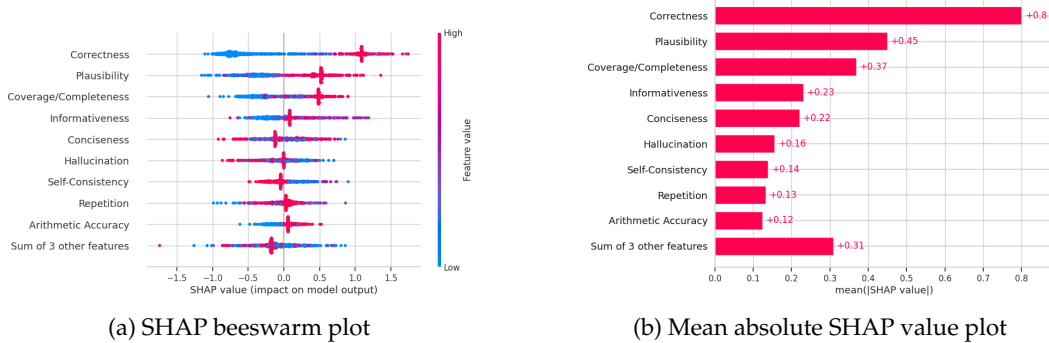 High
Correctness
Plausibility
Coverage/Completeness
Informativeness
Conciseness
Hallucination
Self-Consistency
Repetition
Arithmetic Accuracy
Sum of 3 other features
Feature value
Low
−1.5 −1.0 −0.5 0.0 0.5 1.0 1.5
SHAP value (impact on model output)
(a) SHAP beeswarm plot
Correctness +0.8
Plausibility +0.45
Coverage/Completeness +0.37
Informativeness +0.23
Conciseness +0.22
Hallucination +0.16
Self-Consistency +0.14
Repetition +0.13
Arithmetic Accuracy +0.12
Sum of 3 other features +0.31
0.0 0.1 0.2 0.3 0.4 0.5 0.6 0.7 0.8
mean(|SHAP value|)
(b) Mean absolute SHAP value plot